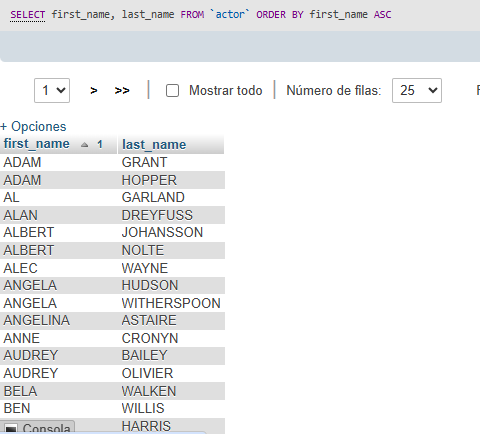 SELECT first_name, last_name FROM `actor` ORDER BY first_name ASC
1 > >> | Mostrar todo | Número de filas: 25
+ Opciones
first_name 1 last_name
ADAM GRANT
ADAM HOPPER
AL GARLAND
ALAN DREYFUSS
ALBERT JOHANSSON
ALBERT NOLTE
ALEC WAYNE
ANGELA HUDSON
ANGELA WITHERSPOON
ANGELINA ASTAIRE
ANNE CRONYN
AUDREY BAILEY
AUDREY OLIVIER
BELA WALKEN
BEN WILLIS
Consola HARRIS